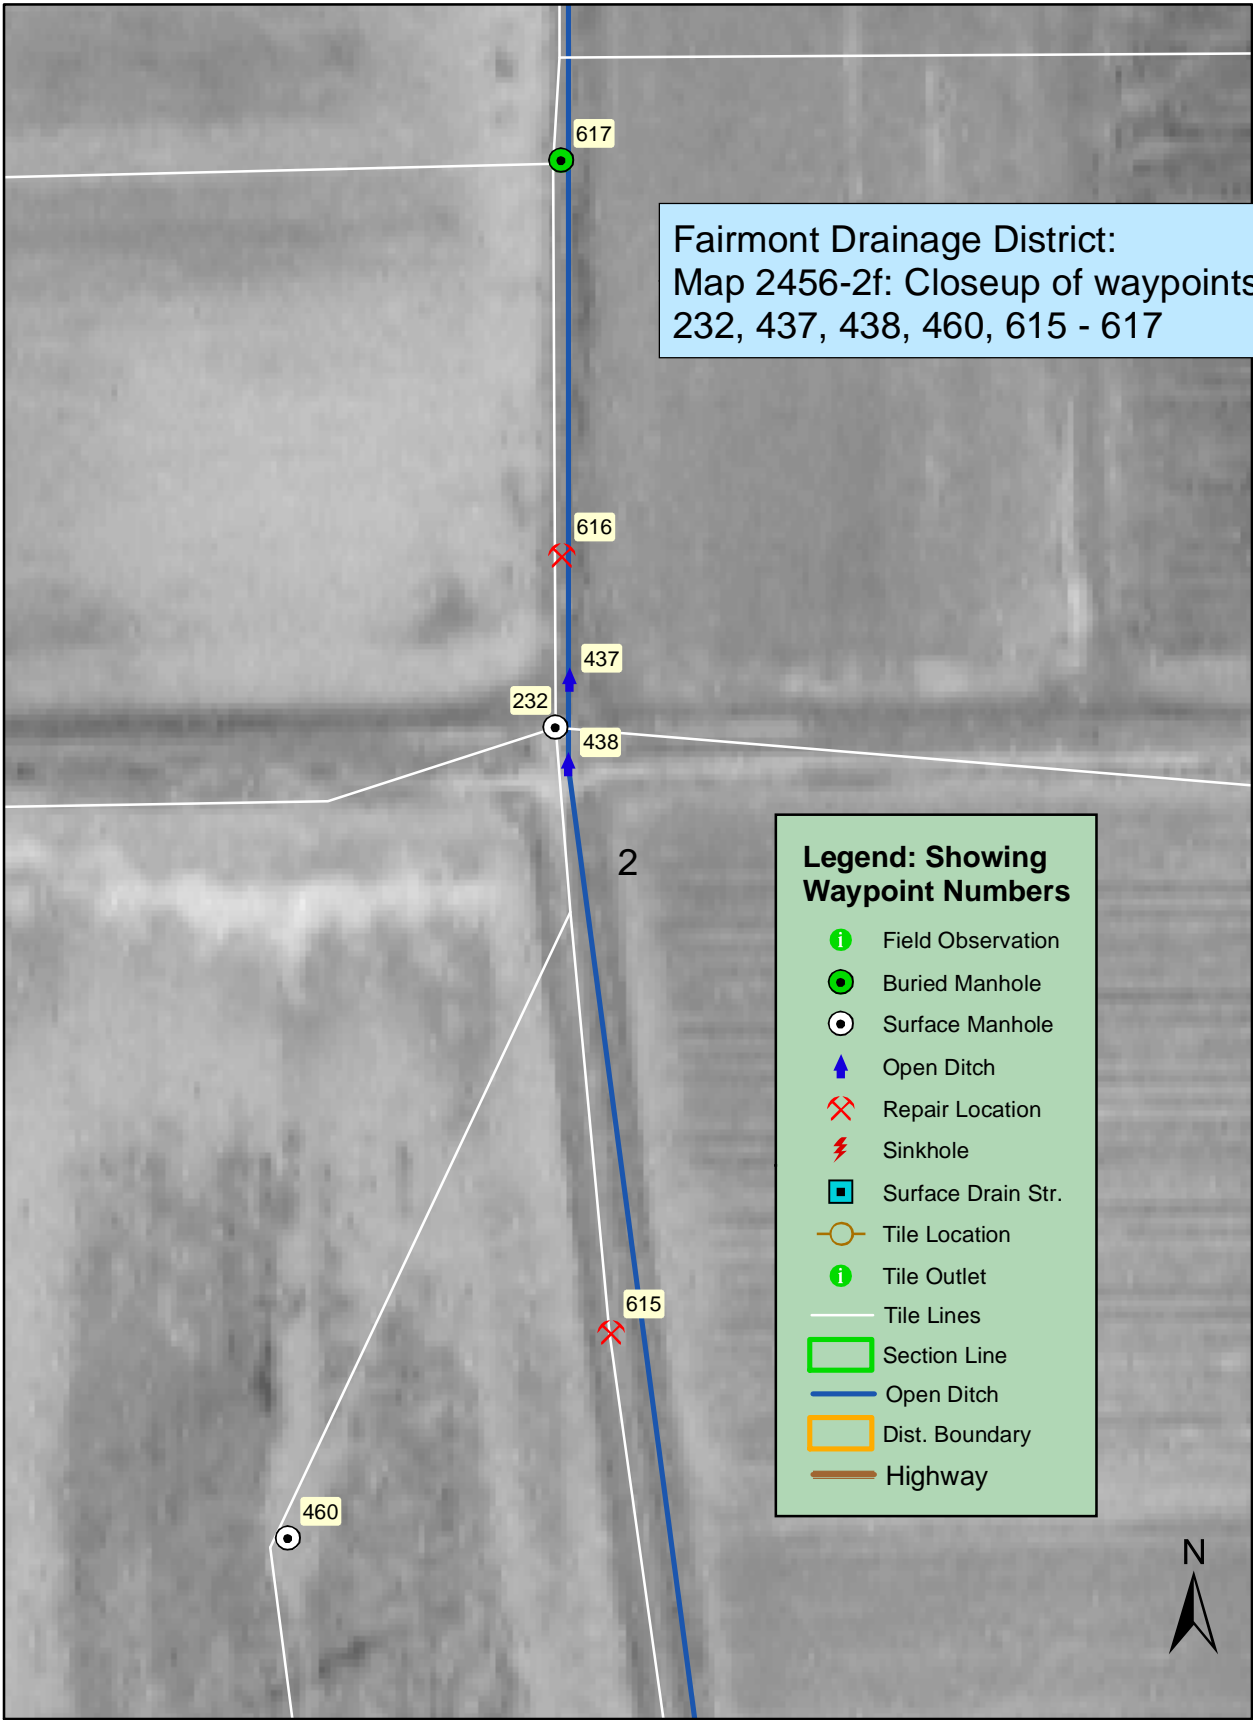 617
Fairmont Drainage District:
Map 2456-2f: Closeup of waypoints
232, 437, 438, 460, 615 - 617
616
437
232
438
2
Legend: Showing
Waypoint Numbers
i Field Observation
Buried Manhole
Surface Manhole
Open Ditch
Repair Location
Sinkhole
Surface Drain Str.
Tile Location
i Tile Outlet
Tile Lines
Section Line
Open Ditch
Dist. Boundary
Highway
615
460
N